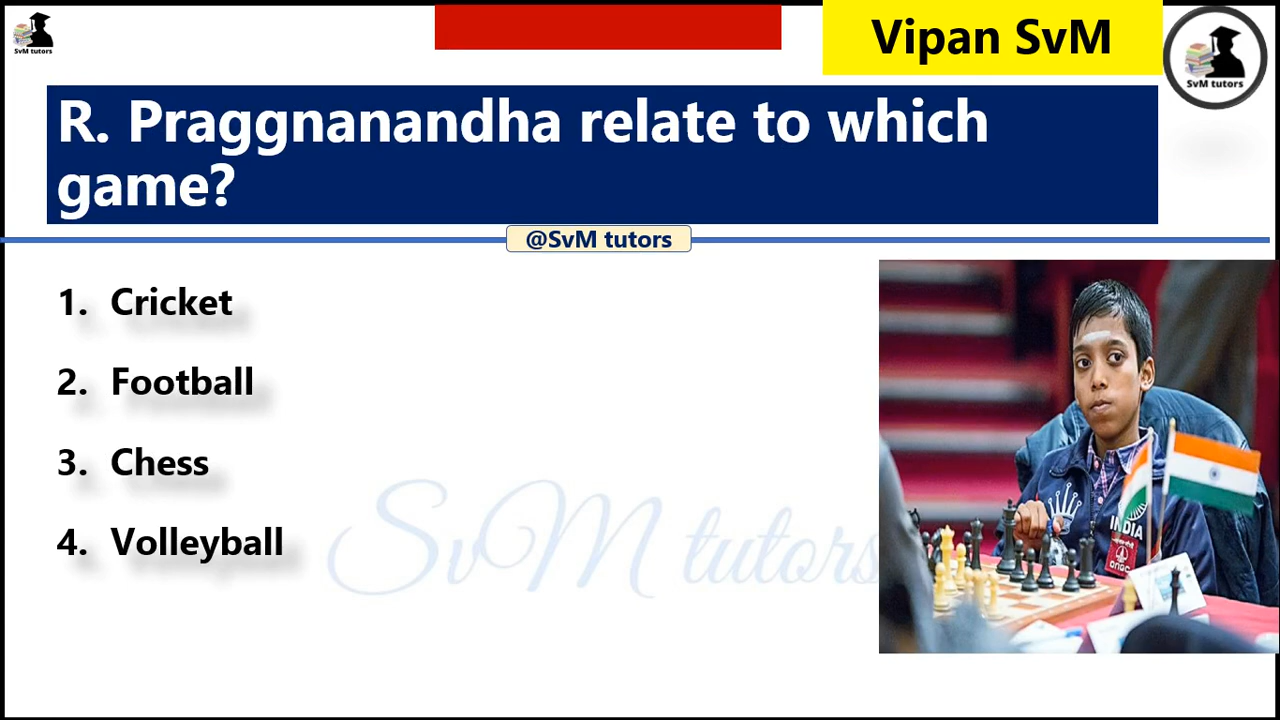 SvM tutors
Vipan SvM
SvM tutors
R. Praggnanandha relate to which
game?
@SvM tutors
1. Cricket
2. Football
3. Chess
4. Volleyball
SvM tutors
INDIA
ONGC